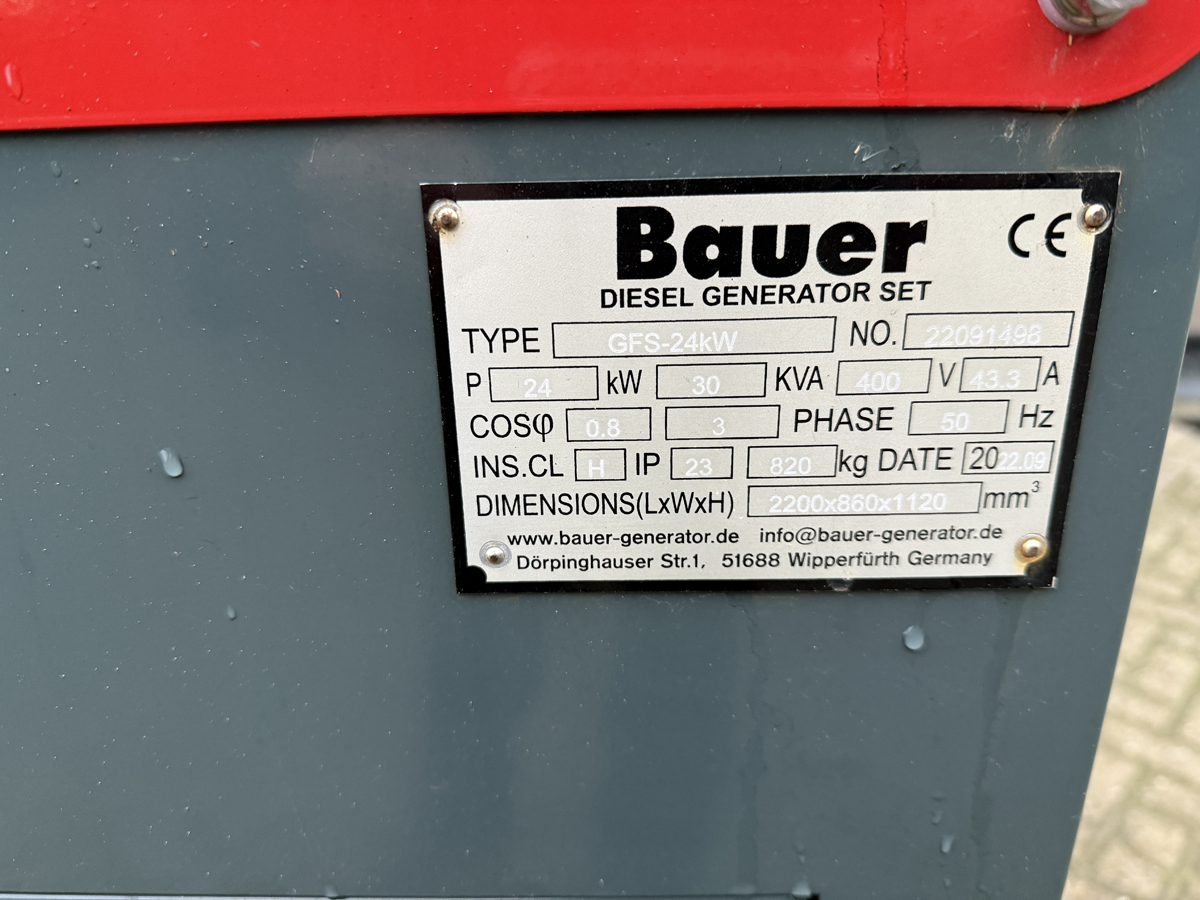 Bauer CE
DIESEL GENERATOR SET
TYPE GFS-24kW NO. 22091498
P 24 kW 30 KVA 400 V 43.3 A
COSφ 0.8 3 PHASE 50 Hz
INS.CL H IP 23 820 kg DATE 2022.09
DIMENSIONS(LxWxH) 2200x860x1120 mm³
www.bauer-generator.de info@bauer-generator.de
Dörpinghauser Str.1, 51688 Wipperfürth Germany